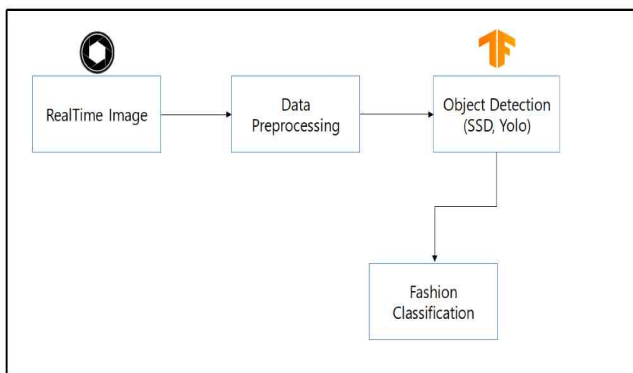 RealTime Image
Data
Preprocessing
Object Detection
(SSD, Yolo)
Fashion
Classification